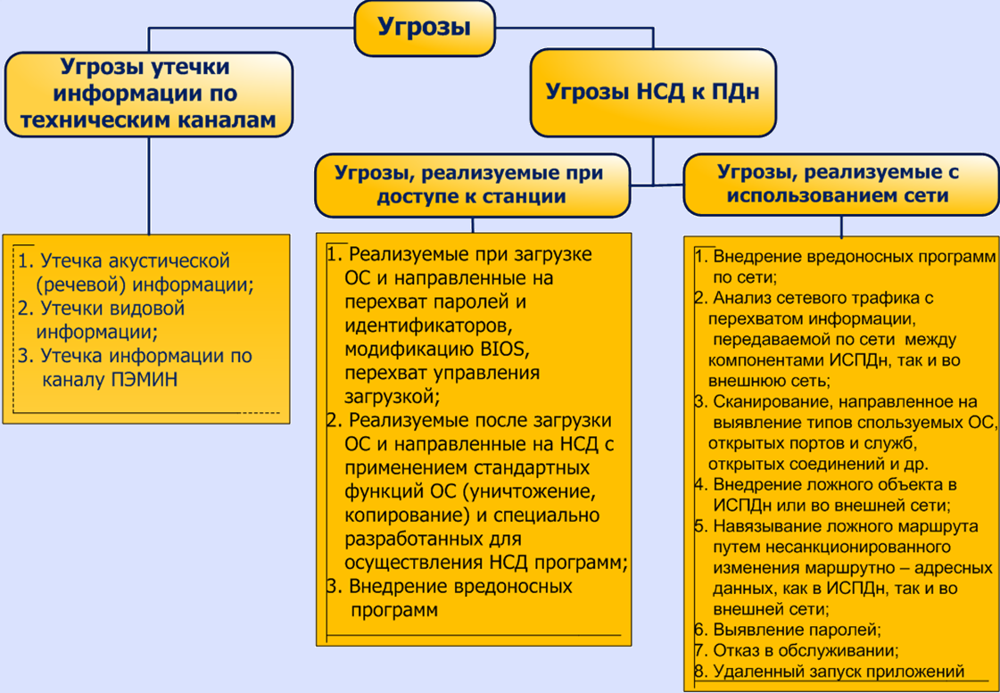 Угрозы
Угрозы утечки
информации по
техническим каналам
Угрозы НСД к ПДн
Угрозы, реализуемые при
доступе к станции
Угрозы, реализуемые с
использованием сети
1. Утечка акустической
(речевой) информации;
2. Утечки видовой
информации;
3. Утечка информации по
каналу ПЭМИН
1. Реализуемые при загрузке
ОС и направленные на
перехват паролей и
идентификаторов,
модификацию BIOS,
перехват управления
загрузкой;
2. Реализуемые после загрузки
ОС и направленные на НСД с
применением стандартных
функций ОС (уничтожение,
копирование) и специально
разработанных для
осуществления НСД программ;
3. Внедрение вредоносных
программ
1. Внедрение вредоносных программ
по сети;
2. Анализ сетевого трафика с
перехватом информации,
передаваемой по сети между
компонентами ИСПДн, так и во
внешнюю сеть;
3. Сканирование, направленное на
выявление типов спользуемых ОС,
открытых портов и служб,
открытых соединений и др.
4. Внедрение ложного объекта в
ИСПДн или во внешней сети;
5. Навязывание ложного маршрута
путем несанкционированного
изменения маршрутно – адресных
данных, как в ИСПДн, так и во
внешней сети;
6. Выявление паролей;
7. Отказ в обслуживании;
8. Удаленный запуск приложений